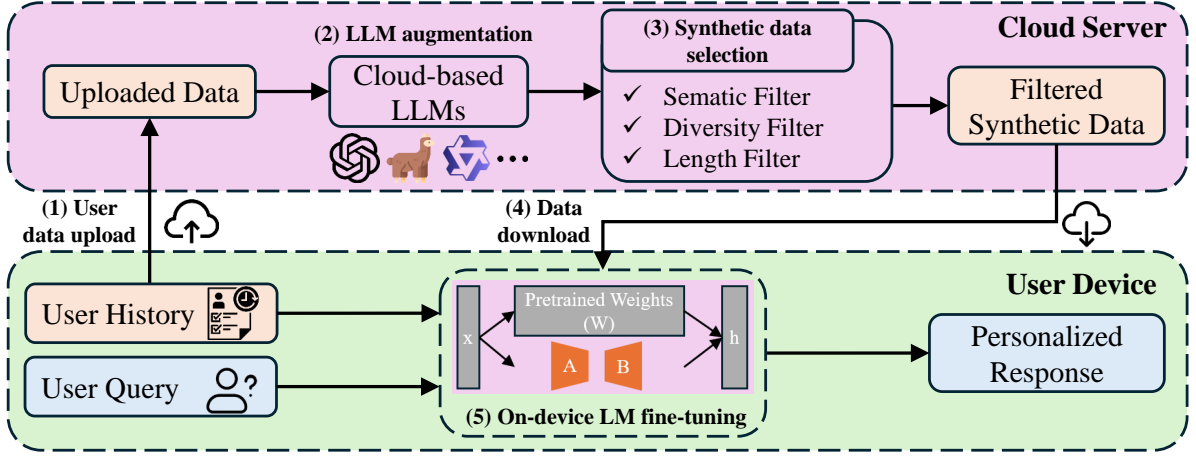 Cloud Server
(2) LLM augmentation
(3) Synthetic data
selection
Uploaded Data
Cloud-based
LLMs
✓ Sematic Filter
✓ Diversity Filter
✓ Length Filter
Filtered
Synthetic Data
(1) User
data upload
(4) Data
download
User Device
User History
User Query
?
x
Pretrained Weights
(W)
A
B
h
(5) On-device LM fine-tuning
Personalized
Response